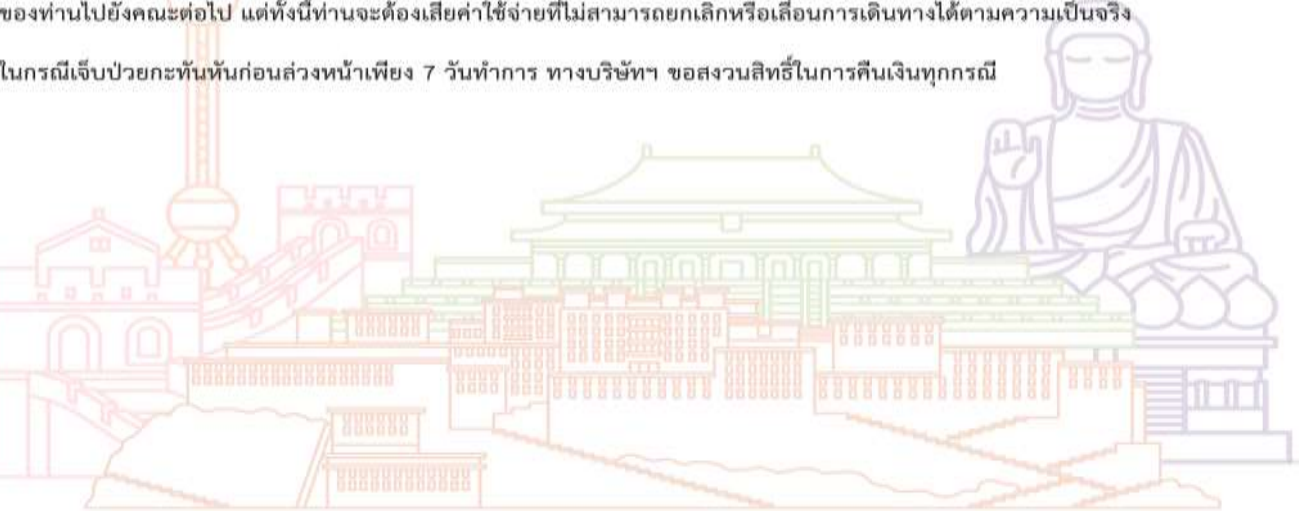 ของท่านไปยังคณะต่อไป แต่ทั้งนี้ท่านจะต้องเสียค่าใช้จ่ายที่ไม่สามารถยกเลิกหรือเลื่อนการเดินทางได้ตามความเป็นจริง
ในกรณีเจ็บป่วยกะทันหันก่อนล่วงหน้าเพียง 7 วันทำการ ทางบริษัทฯ ขอสงวนสิทธิ์ในการคืนเงินทุกกรณี